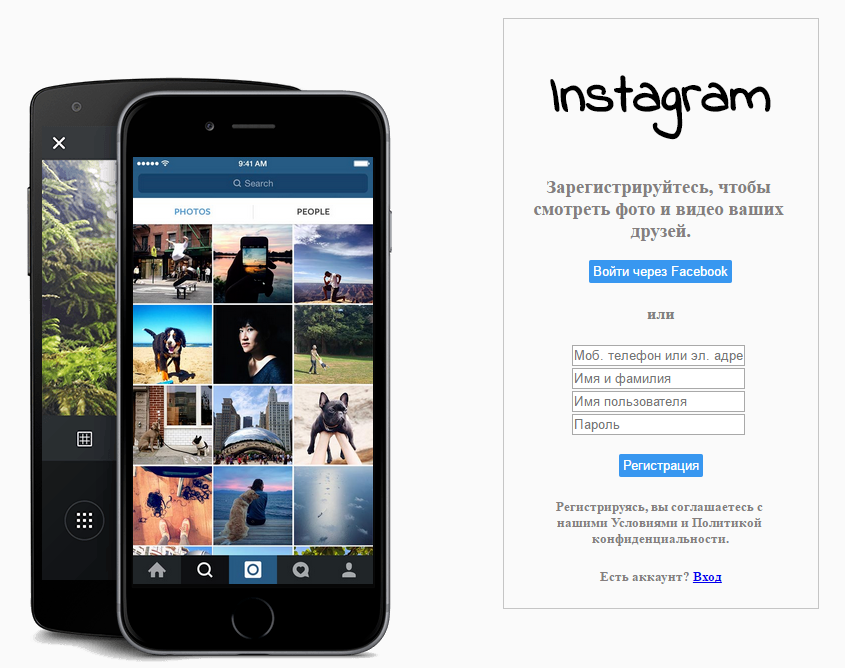 9:41 AM
Search
PHOTOS
PEOPLE
Instagram
Зарегистрируйтесь, чтобы
смотреть фото и видео ваших
друзей.
Войти через Facebook
или
Моб. телефон или эл. адре
Имя и фамилия
Имя пользователя
Пароль
Регистрация
Регистрируясь, вы соглашаетесь с
нашими Условиями и Политикой
конфиденциальности.
Есть аккаунт? Вход